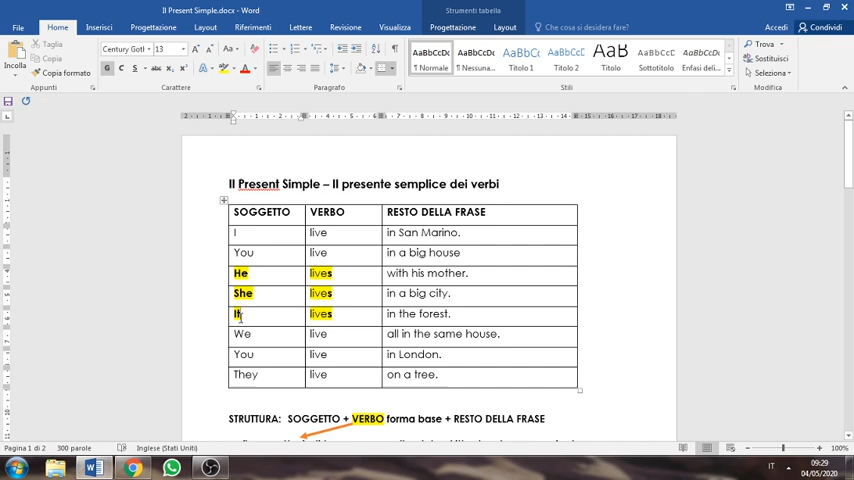 Il Present Simple.docx - Word
Strumenti tabella
File Home Inserisci Progettazione Layout Riferimenti Lettere Revisione Visualizza Progettazione Layout Che cosa si desidera fare? Accedi Condividi
Incolla
Taglia
Copia
Copia formato
Century Gotl 13
AaBbCcDc AaBbCcDc AaBbC( AaBbCcC AaB AaBbCcD AaBbCcDc
¶ Normale ¶ Nessuna... Titolo 1 Titolo 2 Titolo Sottotitolo Enfasi deli...
Trova
Sostituisci
Seleziona
Appunti Carattere Paragrafo Stili Modifica
Il Present Simple – Il presente semplice dei verbi
SOGGETTO VERBO RESTO DELLA FRASE
I live in San Marino.
You live in a big house
He lives with his mother.
She lives in a big city.
It lives in the forest.
We live all in the same house.
You live in London.
They live on a tree.
STRUTTURA: SOGGETTO + VERBO forma base + RESTO DELLA FRASE
Pagina 1 di 2 300 parole Inglese (Stati Uniti) 100%
IT 09:29
04/05/2020